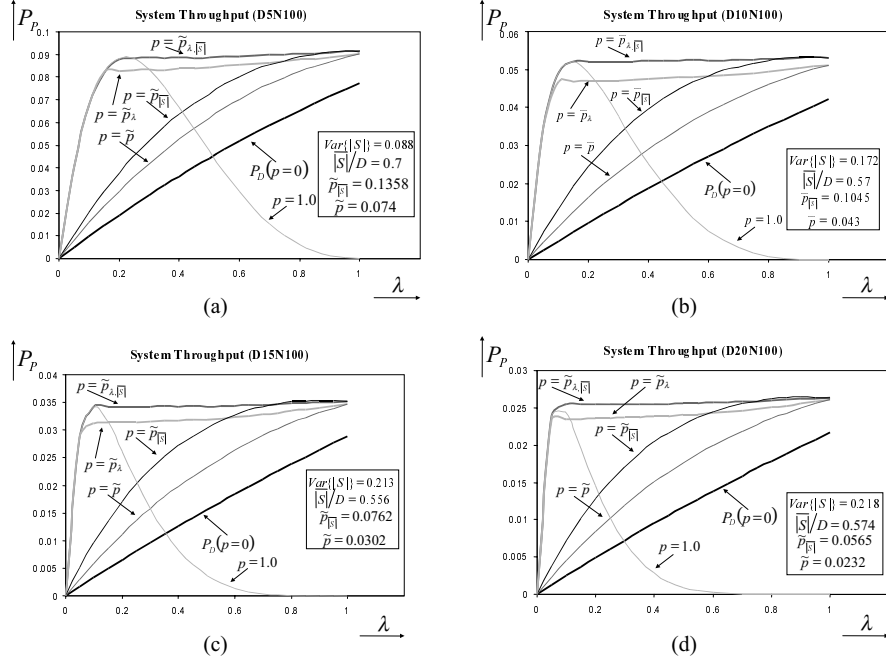 System Throughput (D5N100)
P_P
0.1
0.09
0.08
0.07
0.06
0.05
0.04
0.03
0.02
0.01
0
p = p̃_{λ,|S|}
p = p̃_{|S|}
p = p̃_λ
p = p̃
P_D(p=0)
p = 1.0
Var{|S|} = 0.088
|S|/D = 0.7
p̃_{|S|} = 0.1358
p̃ = 0.074
0 0.2 0.4 0.6 0.8 1
λ
(a)
System Throughput (D10N100)
P_P
0.06
0.05
0.04
0.03
0.02
0.01
0
p = p̄_{λ,|S|}
p = p̄_{|S|}
p = p̄_λ
p = p̄
P_D(p=0)
p = 1.0
Var{|S|} = 0.172
|S|/D = 0.57
p̄_{|S|} = 0.1045
p̄ = 0.043
0 0.2 0.4 0.6 0.8 1
λ
(b)
System Throughput (D15N100)
P_P
0.04
0.035
0.03
0.025
0.02
0.015
0.01
0.005
0
p = p̃_{λ,|S|}
p = p̃_{|S|}
p = p̃_λ
p = p̃
P_D(p=0)
p = 1.0
Var{|S|} = 0.213
|S|/D = 0.556
p̃_{|S|} = 0.0762
p̃ = 0.0302
0 0.2 0.4 0.6 0.8 1
λ
(c)
System Throughput (D20N100)
P_P
0.03
0.025
0.02
0.015
0.01
0.005
0
p = p̃_{λ,|S|}
p = p̃_λ
p = p̃_{|S|}
p = p̃
P_D(p=0)
p = 1.0
Var{|S|} = 0.218
|S|/D = 0.574
p̃_{|S|} = 0.0565
p̃ = 0.0232
0 0.2 0.4 0.6 0.8 1
λ
(d)